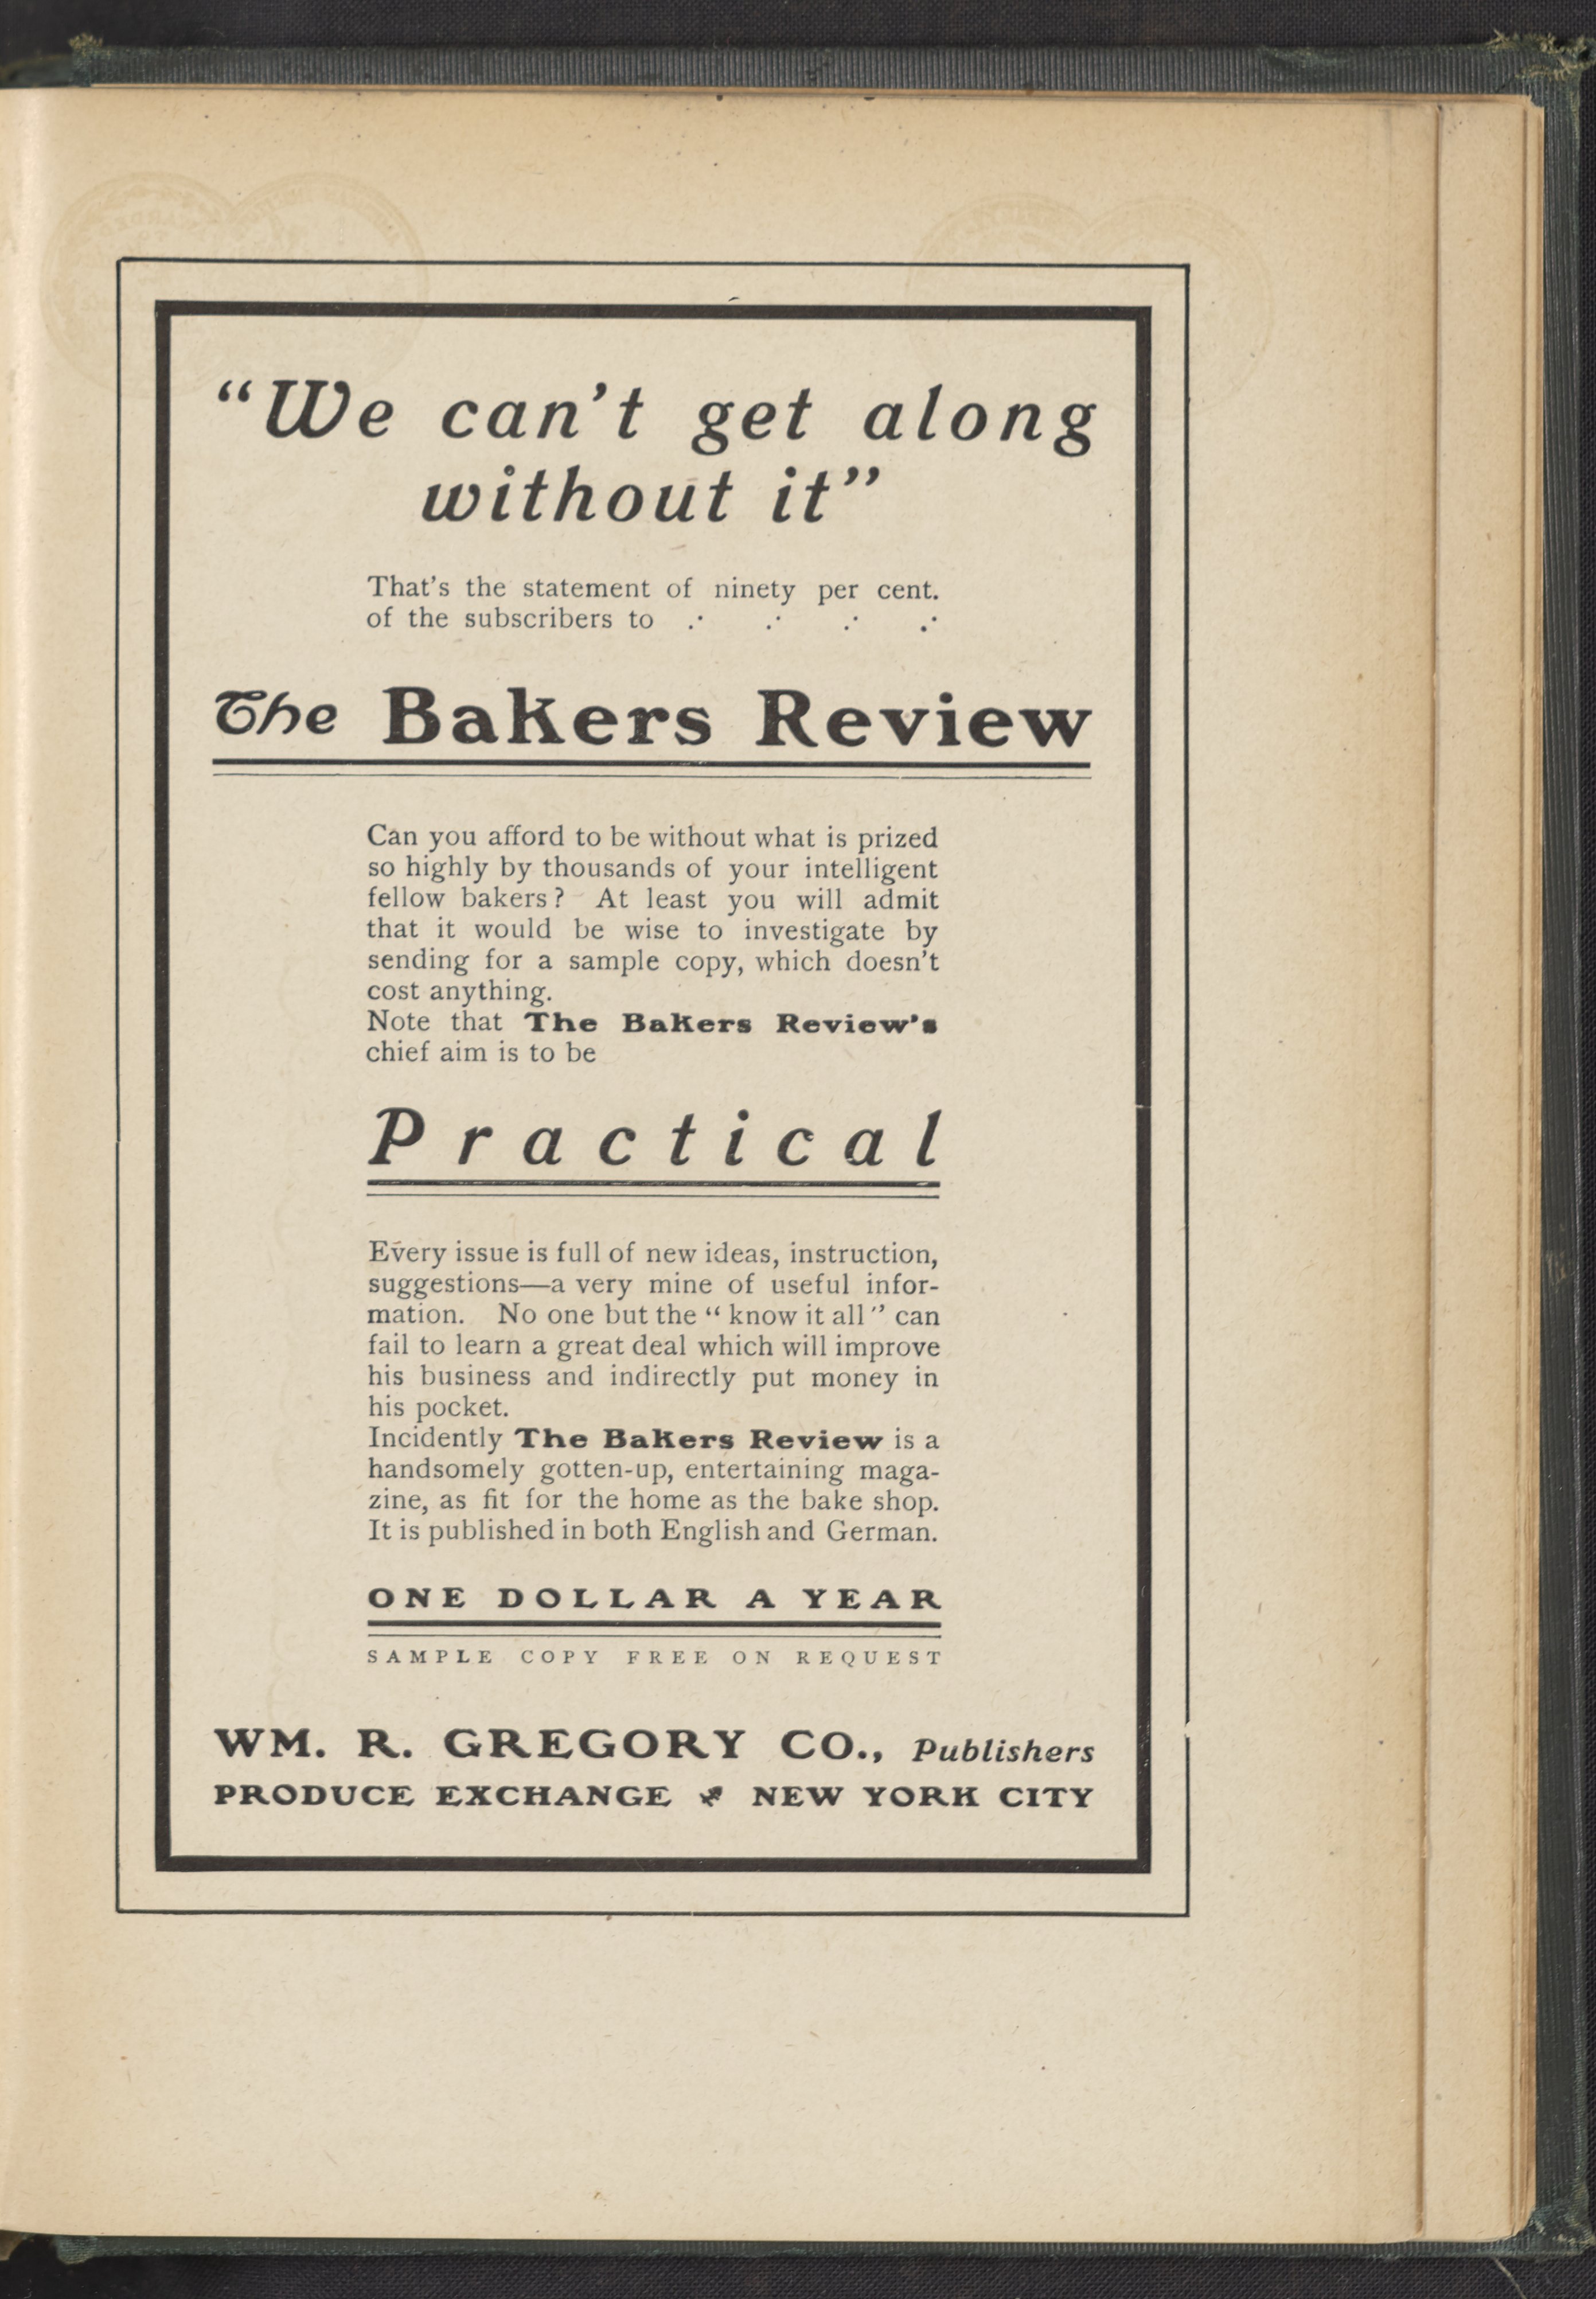 “We can’t get along
without it”
That’s the statement of ninety per cent.
of the subscribers to
The Bakers Review
Can you afford to be without what is prized
so highly by thousands of your intelligent
fellow bakers? At least you will admit
that it would be wise to investigate by
sending for a sample copy, which doesn’t
cost anything.
Note that The Bakers Review’s
chief aim is to be
Practical
Every issue is full of new ideas, instruction,
suggestions—a very mine of useful infor-
mation. No one but the “ know it all ” can
fail to learn a great deal which will improve
his business and indirectly put money in
his pocket.
Incidently The Bakers Review is a
handsomely gotten-up, entertaining maga-
zine, as fit for the home as the bake shop.
It is published in both English and German.
ONE DOLLAR A YEAR
SAMPLE COPY FREE ON REQUEST
WM. R. GREGORY CO., Publishers
PRODUCE EXCHANGE NEW YORK CITY